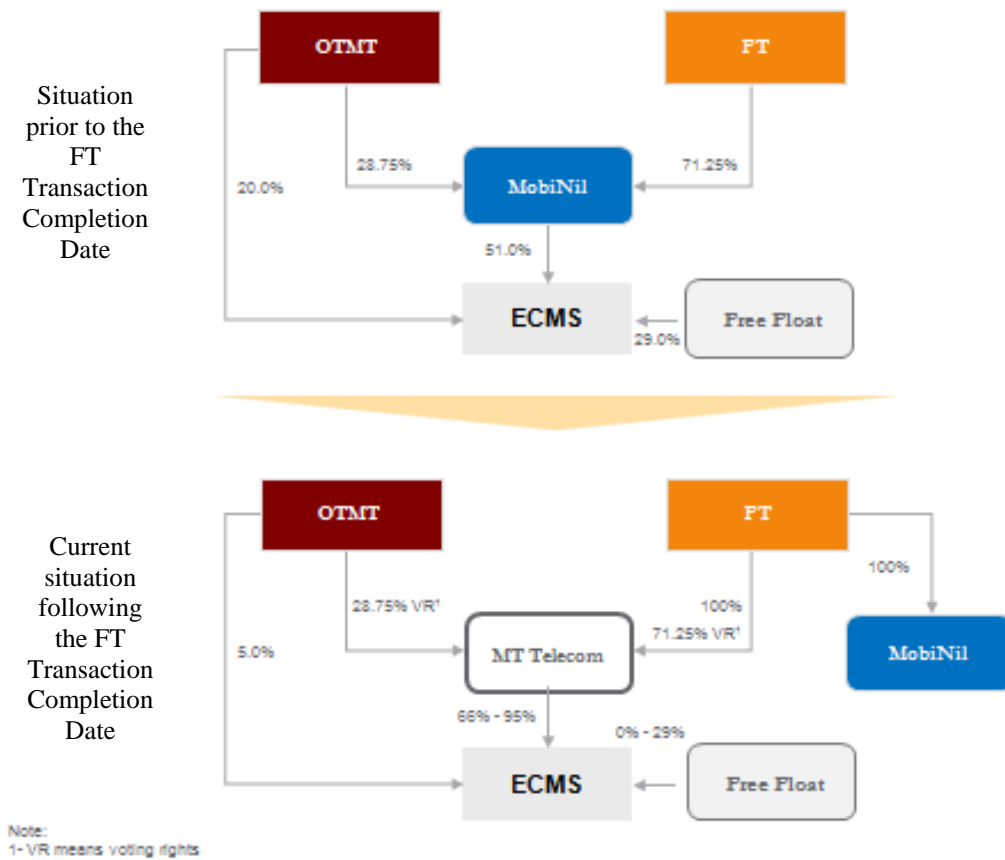 OTMT
FT
Situation
prior to the
FT
Transaction
Completion
Date
28.75%
71.25%
20.0%
MobiNil
51.0%
ECMS
Free Float
29.0%
OTMT
FT
Current
situation
following
the FT
Transaction
Completion
Date
100%
28.75% VR¹
100%
71.25% VR¹
5.0%
MT Telecom
MobiNil
66% - 95%
0% - 29%
ECMS
Free Float
Note:
1- VR means voting rights